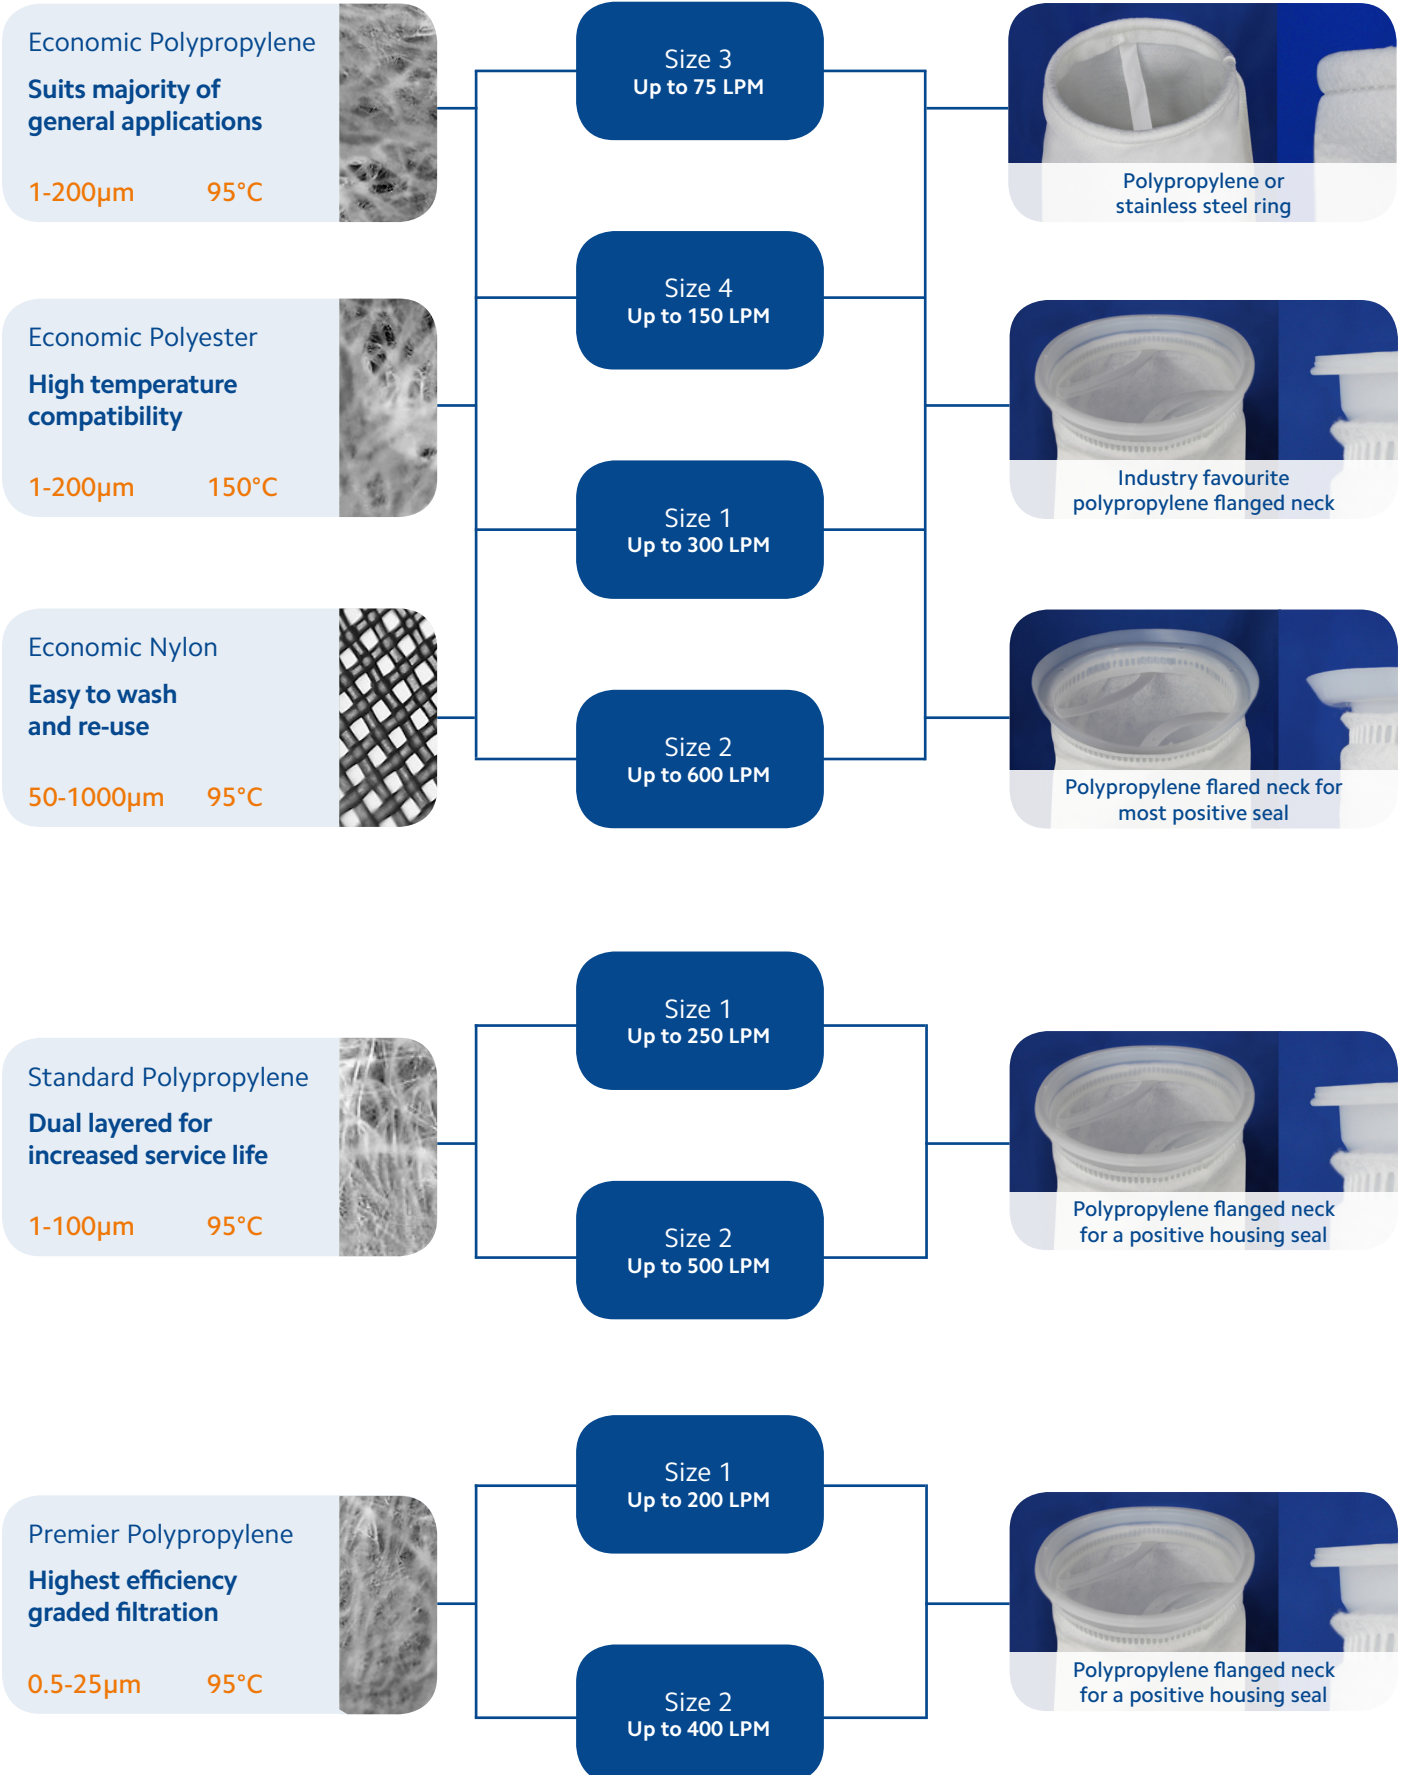 Economic Polypropylene
Suits majority of
general applications
1-200µm 95°C
Economic Polyester
High temperature
compatibility
1-200µm 150°C
Economic Nylon
Easy to wash
and re-use
50-1000µm 95°C
Size 3
Up to 75 LPM
Size 4
Up to 150 LPM
Size 1
Up to 300 LPM
Size 2
Up to 600 LPM
Polypropylene or
stainless steel ring
Industry favourite
polypropylene flanged neck
Polypropylene flared neck for
most positive seal
Standard Polypropylene
Dual layered for
increased service life
1-100µm 95°C
Size 1
Up to 250 LPM
Size 2
Up to 500 LPM
Polypropylene flanged neck
for a positive housing seal
Premier Polypropylene
Highest efficiency
graded filtration
0.5-25µm 95°C
Size 1
Up to 200 LPM
Size 2
Up to 400 LPM
Polypropylene flanged neck
for a positive housing seal